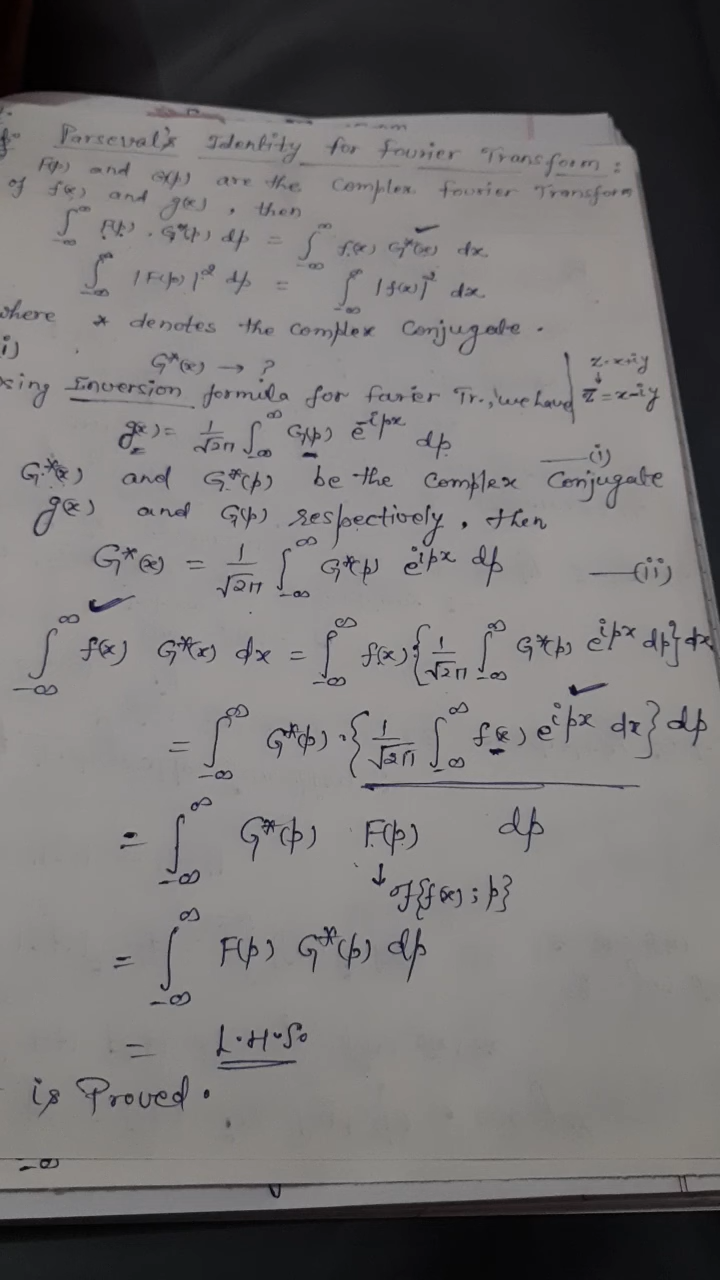 Parseval's Identity for Fourier Transform :
F(p) and G(p) are the Complex fourier Transform
of f(x) and g(x), then
∫_{-∞}^{∞} F(p) . G*(p) dp = ∫_{-∞}^{∞} f(x) G*(x) dx
∫_{-∞}^{∞} |F(p)|² dp = ∫_{-∞}^{∞} |f(x)|² dx
where * denotes the complex Conjugate .
i)
G*(x) → ? z = x+iy
sing Inversion formula for farier Tr., we have z̄ = x-iy
g(x) = 1/√2π ∫_{-∞}^{∞} G(p) e^{-ipx} dp —(i)
G*(x) and G*(p) be the Complex Conjugate
g(x) and G(p) respectively, then
G*(x) = 1/√2π ∫_{-∞}^{∞} G*(p) e^{ipx} dp —(ii)
∫_{-∞}^{∞} f(x) G*(x) dx = ∫_{-∞}^{∞} f(x) {1/√2π ∫_{-∞}^{∞} G*(p) e^{ipx} dp} dx
= ∫_{-∞}^{∞} G*(p) . {1/√2π ∫_{-∞}^{∞} f(x) e^{ipx} dx} dp
= ∫_{-∞}^{∞} G*(p) F(p) dp
↓ F{f(x) ; p}
= ∫_{-∞}^{∞} F(p) G*(p) dp
= L.H.S.
is Proved .
-∞